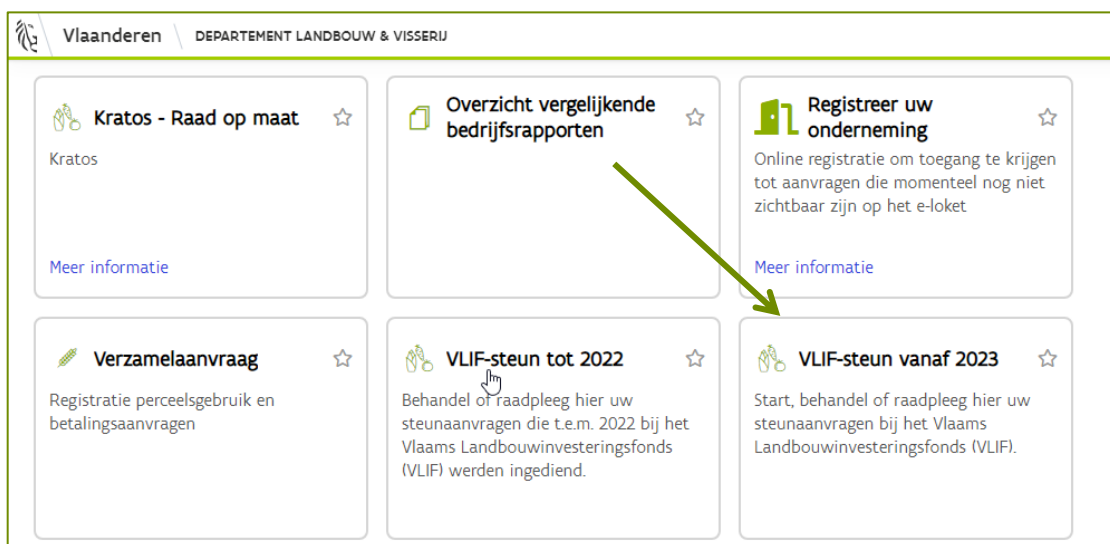 Vlaanderen
DEPARTEMENT LANDBOUW & VISSERIJ
Kratos - Raad op maat
Kratos
Meer informatie
Overzicht vergelijkende
bedrijfsrapporten
Registreer uw
onderneming
Online registratie om toegang te krijgen
tot aanvragen die momenteel nog niet
zichtbaar zijn op het e-loket
Meer informatie
Verzamelaanvraag
Registratie perceelsgebruik en
betalingsaanvragen
VLIF-steun tot 2022
Behandel of raadpleeg hier uw
steunaanvragen die t.e.m. 2022 bij het
Vlaams Landbouwinvesteringsfonds
(VLIF) werden ingediend.
VLIF-steun vanaf 2023
Start, behandel of raadpleeg hier uw
steunaanvragen bij het Vlaams
Landbouwinvesteringsfonds (VLIF).